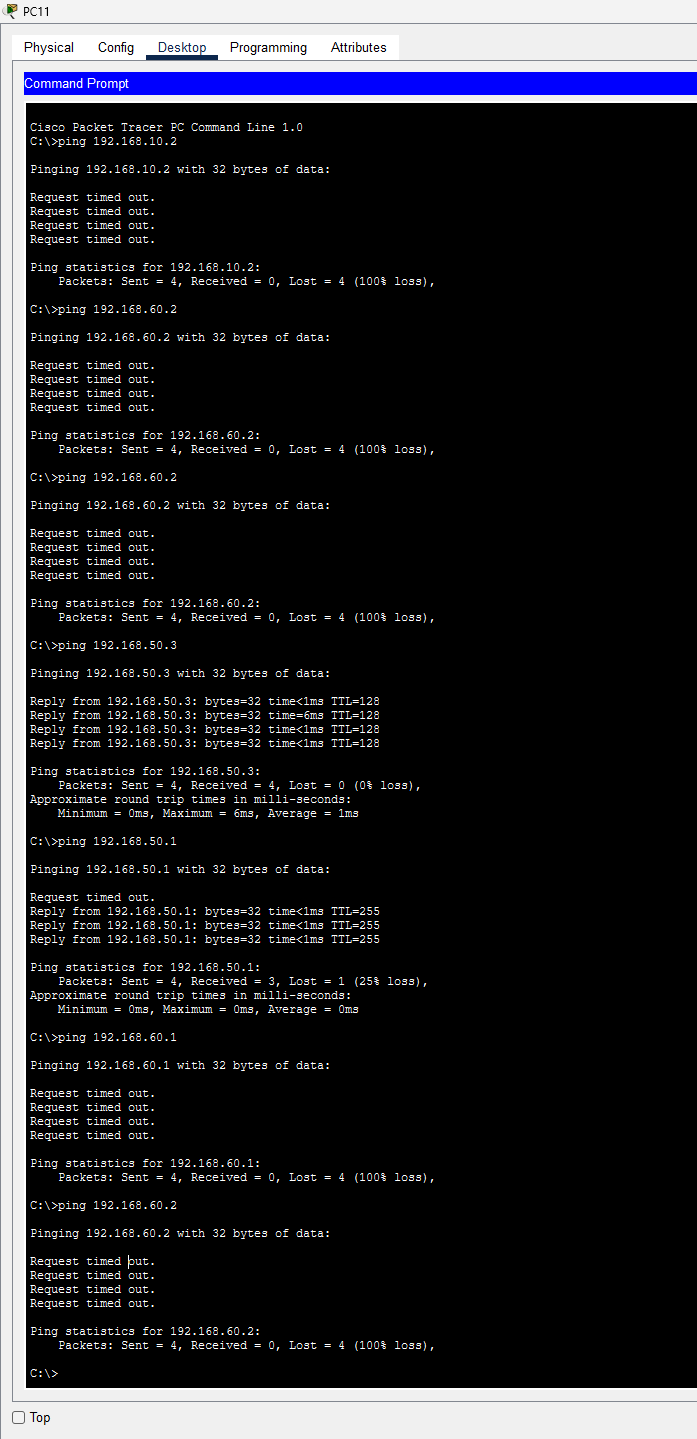 PC11
Physical Config Desktop Programming Attributes
Command Prompt
Cisco Packet Tracer PC Command Line 1.0
C:\>ping 192.168.10.2
Pinging 192.168.10.2 with 32 bytes of data:
Request timed out.
Request timed out.
Request timed out.
Request timed out.
Ping statistics for 192.168.10.2:
Packets: Sent = 4, Received = 0, Lost = 4 (100% loss),
C:\>ping 192.168.60.2
Pinging 192.168.60.2 with 32 bytes of data:
Request timed out.
Request timed out.
Request timed out.
Request timed out.
Ping statistics for 192.168.60.2:
Packets: Sent = 4, Received = 0, Lost = 4 (100% loss),
C:\>ping 192.168.60.2
Pinging 192.168.60.2 with 32 bytes of data:
Request timed out.
Request timed out.
Request timed out.
Request timed out.
Ping statistics for 192.168.60.2:
Packets: Sent = 4, Received = 0, Lost = 4 (100% loss),
C:\>ping 192.168.50.3
Pinging 192.168.50.3 with 32 bytes of data:
Reply from 192.168.50.3: bytes=32 time<1ms TTL=128
Reply from 192.168.50.3: bytes=32 time=6ms TTL=128
Reply from 192.168.50.3: bytes=32 time<1ms TTL=128
Reply from 192.168.50.3: bytes=32 time<1ms TTL=128
Ping statistics for 192.168.50.3:
Packets: Sent = 4, Received = 4, Lost = 0 (0% loss),
Approximate round trip times in milli-seconds:
Minimum = 0ms, Maximum = 6ms, Average = 1ms
C:\>ping 192.168.50.1
Pinging 192.168.50.1 with 32 bytes of data:
Request timed out.
Reply from 192.168.50.1: bytes=32 time<1ms TTL=255
Reply from 192.168.50.1: bytes=32 time<1ms TTL=255
Reply from 192.168.50.1: bytes=32 time<1ms TTL=255
Ping statistics for 192.168.50.1:
Packets: Sent = 4, Received = 3, Lost = 1 (25% loss),
Approximate round trip times in milli-seconds:
Minimum = 0ms, Maximum = 0ms, Average = 0ms
C:\>ping 192.168.60.1
Pinging 192.168.60.1 with 32 bytes of data:
Request timed out.
Request timed out.
Request timed out.
Request timed out.
Ping statistics for 192.168.60.1:
Packets: Sent = 4, Received = 0, Lost = 4 (100% loss),
C:\>ping 192.168.60.2
Pinging 192.168.60.2 with 32 bytes of data:
Request timed out.
Request timed out.
Request timed out.
Request timed out.
Ping statistics for 192.168.60.2:
Packets: Sent = 4, Received = 0, Lost = 4 (100% loss),
C:\>
Top